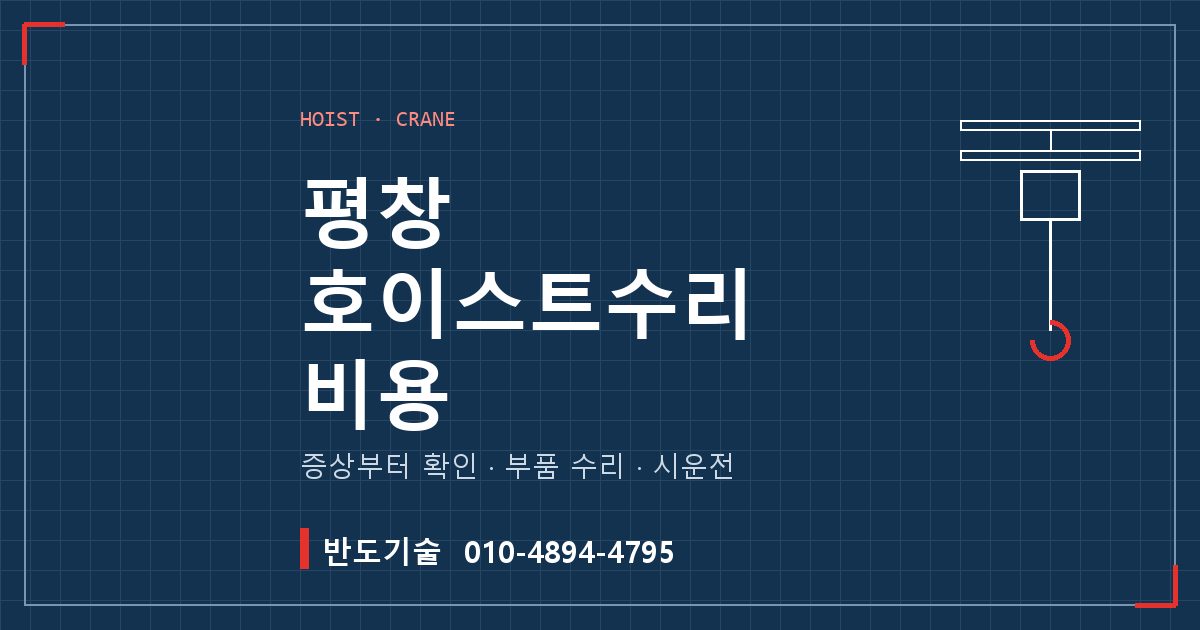 HOIST · CRANE
평창
호이스트수리
비용
증상부터 확인 · 부품 수리 · 시운전
반도기술 010-4894-4795